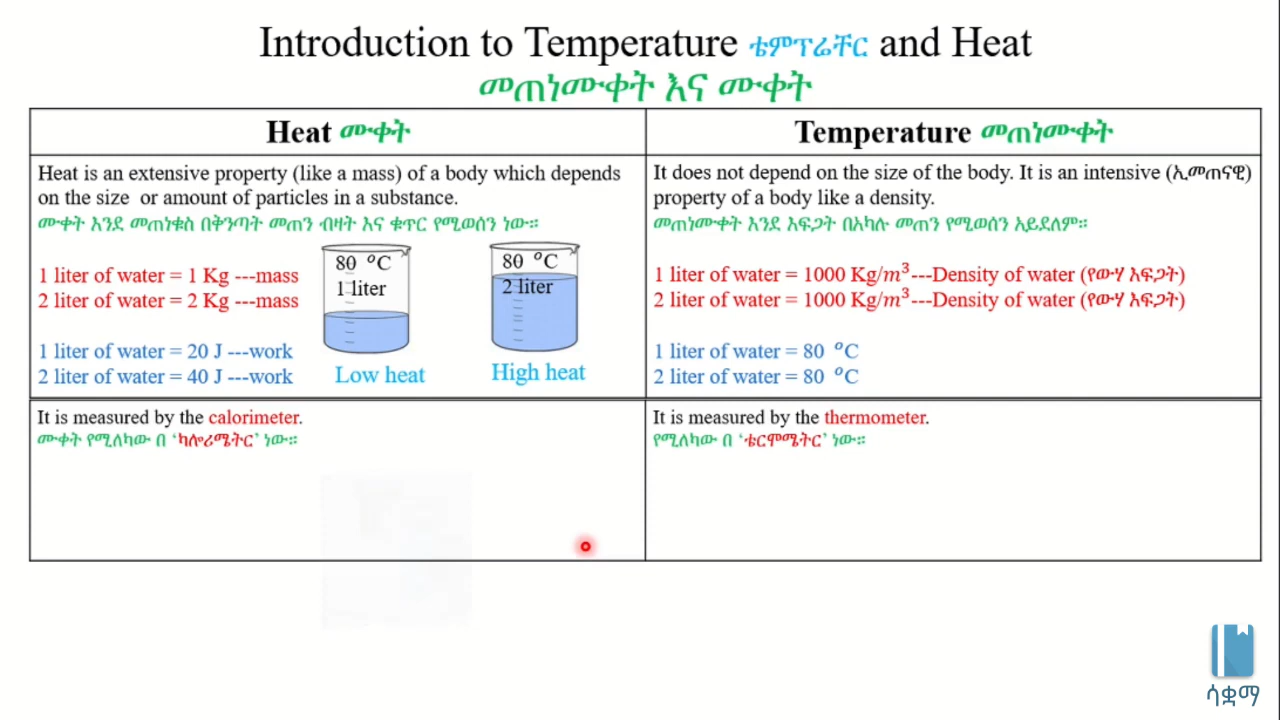 Introduction to Temperature ቴምፕሬቸር and Heat
መጠነሙቀት እና ሙቀት
Heat ሙቀት
Heat is an extensive property (like a mass) of a body which depends
on the size or amount of particles in a substance.
ሙቀት እንደ መጠነቁስ በቅንጣት መጠን ብዛት እና ቁጥር የሚወሰን ነው።
1 liter of water = 1 Kg ---mass
2 liter of water = 2 Kg ---mass
1 liter of water = 20 J ---work
2 liter of water = 40 J ---work
80 °C
1 liter
Low heat
80 °C
2 liter
High heat
Temperature መጠነሙቀት
It does not depend on the size of the body. It is an intensive (ኢመጠናዊ)
property of a body like a density.
መጠነሙቀት እንደ እፍጋት በአካሉ መጠን የሚወሰን አይደለም።
1 liter of water = 1000 Kg/m³---Density of water (የውሃ እፍጋት)
2 liter of water = 1000 Kg/m³---Density of water (የውሃ እፍጋት)
1 liter of water = 80 °C
2 liter of water = 80 °C
It is measured by the calorimeter.
ሙቀት የሚለካው በ ‘ካሎሪሜትር’ ነው።
It is measured by the thermometer.
የሚለካው በ ‘ቴርሞሜትር’ ነው።
ሳቋማ